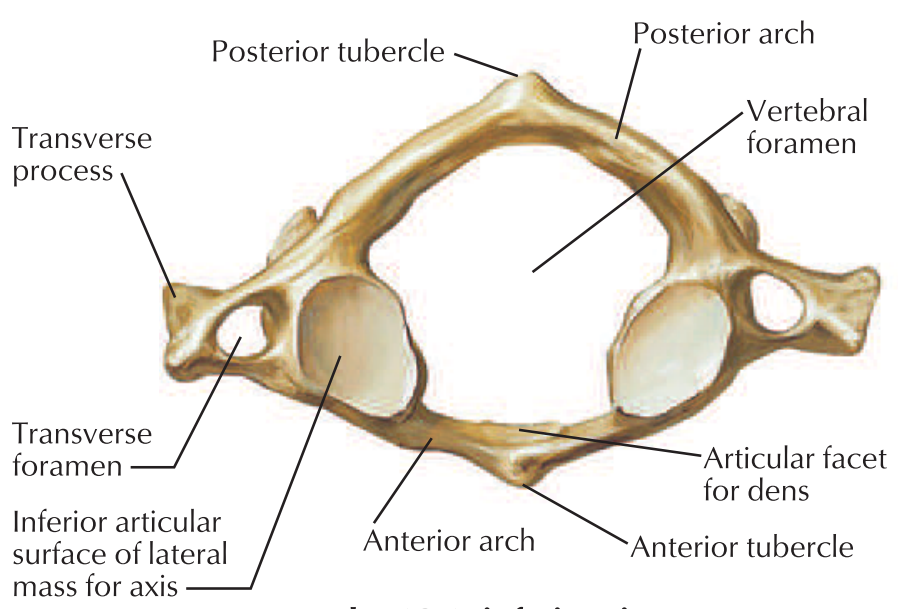 Posterior tubercle
Posterior arch
Vertebral
foramen
Transverse
process
Transverse
foramen
Articular facet
for dens
Inferior articular
surface of lateral
mass for axis
Anterior arch
Anterior tubercle